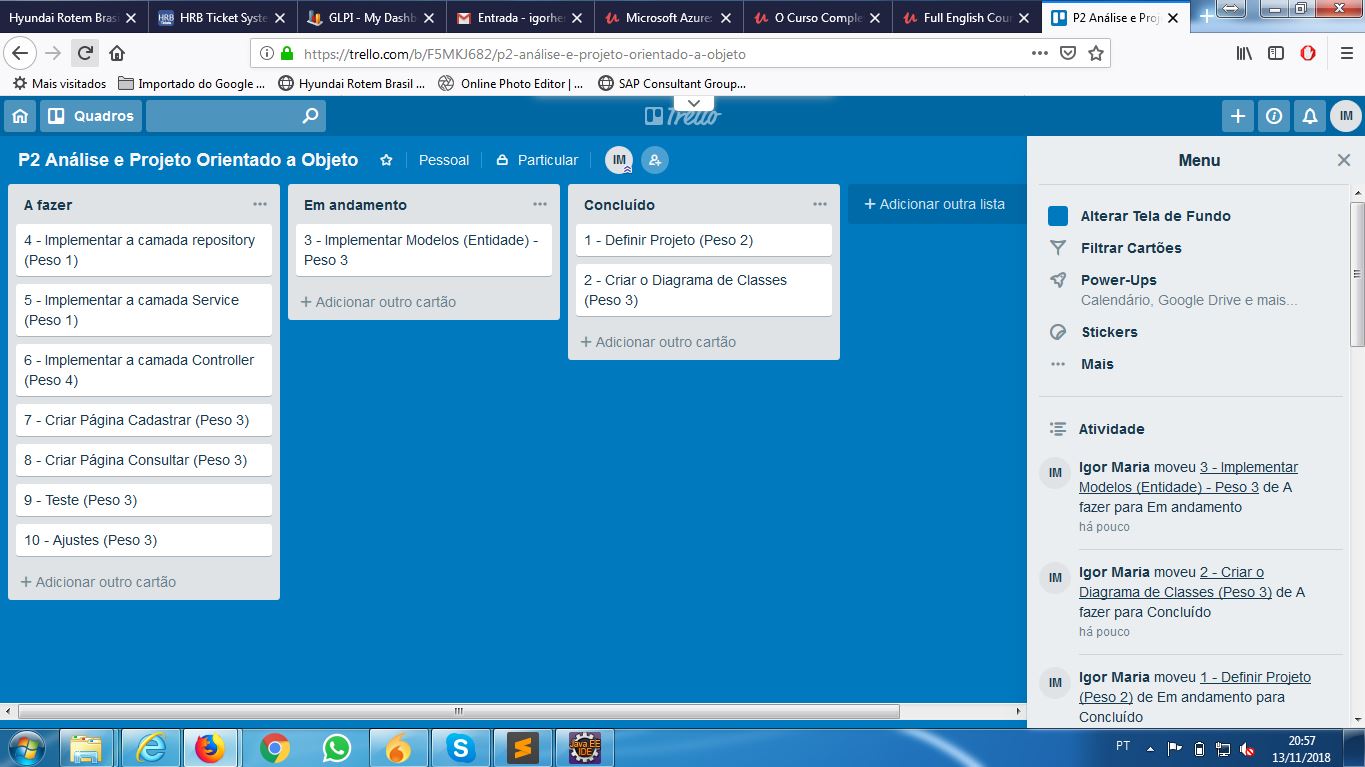 Hyundai Rotem Bras
HRB Ticket Syste
GLPI - My Dashb
Entrada - igorher
Microsoft Azure:
O Curso Comple
Full English Cour
P2 Análise e Proj
https://trello.com/b/F5MKJ682/p2-análise-e-projeto-orientado-a-objeto
Mais visitados
Importado do Google ...
Hyundai Rotem Brasil ...
Online Photo Editor | ...
SAP Consultant Group...
Quadros
Trello
IM
P2 Análise e Projeto Orientado a Objeto
Pessoal
Particular
IM
A fazer
4 - Implementar a camada repository
(Peso 1)
5 - Implementar a camada Service
(Peso 1)
6 - Implementar a camada Controller
(Peso 4)
7 - Criar Página Cadastrar (Peso 3)
8 - Criar Página Consultar (Peso 3)
9 - Teste (Peso 3)
10 - Ajustes (Peso 3)
+ Adicionar outro cartão
Em andamento
3 - Implementar Modelos (Entidade) -
Peso 3
+ Adicionar outro cartão
Concluído
1 - Definir Projeto (Peso 2)
2 - Criar o Diagrama de Classes
(Peso 3)
+ Adicionar outro cartão
+ Adicionar outra lista
Menu
Alterar Tela de Fundo
Filtrar Cartões
Power-Ups
Calendário, Google Drive e mais...
Stickers
Mais
Atividade
IM
Igor Maria moveu 3 - Implementar
Modelos (Entidade) - Peso 3 de A
fazer para Em andamento
há pouco
IM
Igor Maria moveu 2 - Criar o
Diagrama de Classes (Peso 3) de A
fazer para Concluído
há pouco
IM
Igor Maria moveu 1 - Definir Projeto
(Peso 2) de Em andamento para
Concluído
Java EE
IDE
PT
20:57
13/11/2018